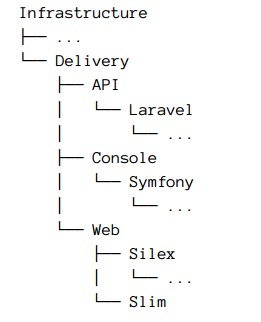 Infrastructure
├── ...
└── Delivery
    ├── API
    │   └── Laravel
    │       └── ...
    ├── Console
    │   └── Symfony
    │       └── ...
    └── Web
        ├── Silex
        │   └── ...
        └── Slim